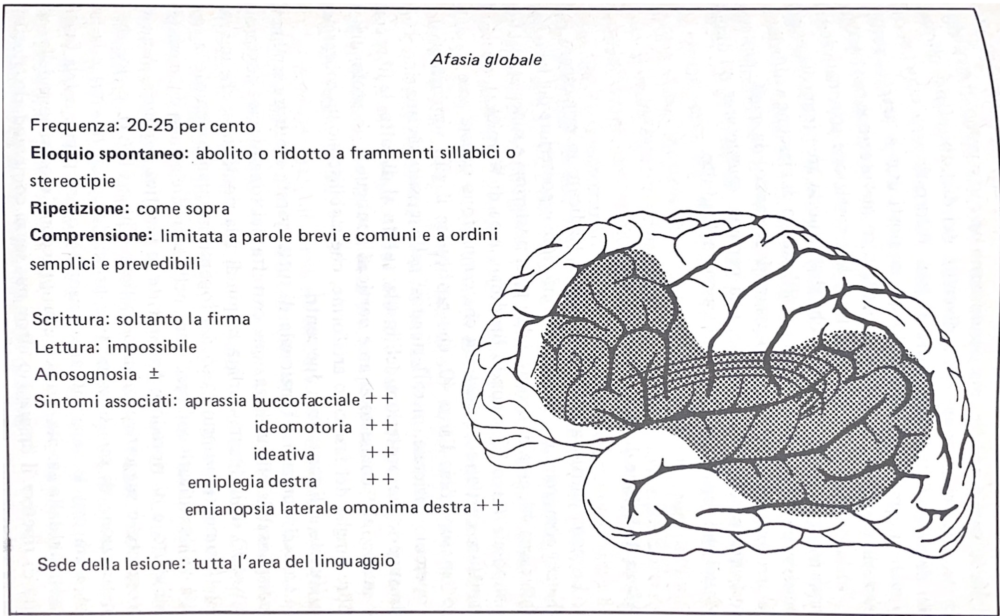 Afasia globale
Frequenza: 20-25 per cento
Eloquio spontaneo: abolito o ridotto a frammenti sillabici o
stereotipie
Ripetizione: come sopra
Comprensione: limitata a parole brevi e comuni e a ordini
semplici e prevedibili
Scrittura: soltanto la firma
Lettura: impossibile
Anosognosia ±
Sintomi associati: aprassia buccofacciale ++
ideomotoria ++
ideativa ++
emiplegia destra ++
emianopsia laterale omonima destra ++
Sede della lesione: tutta l'area del linguaggio